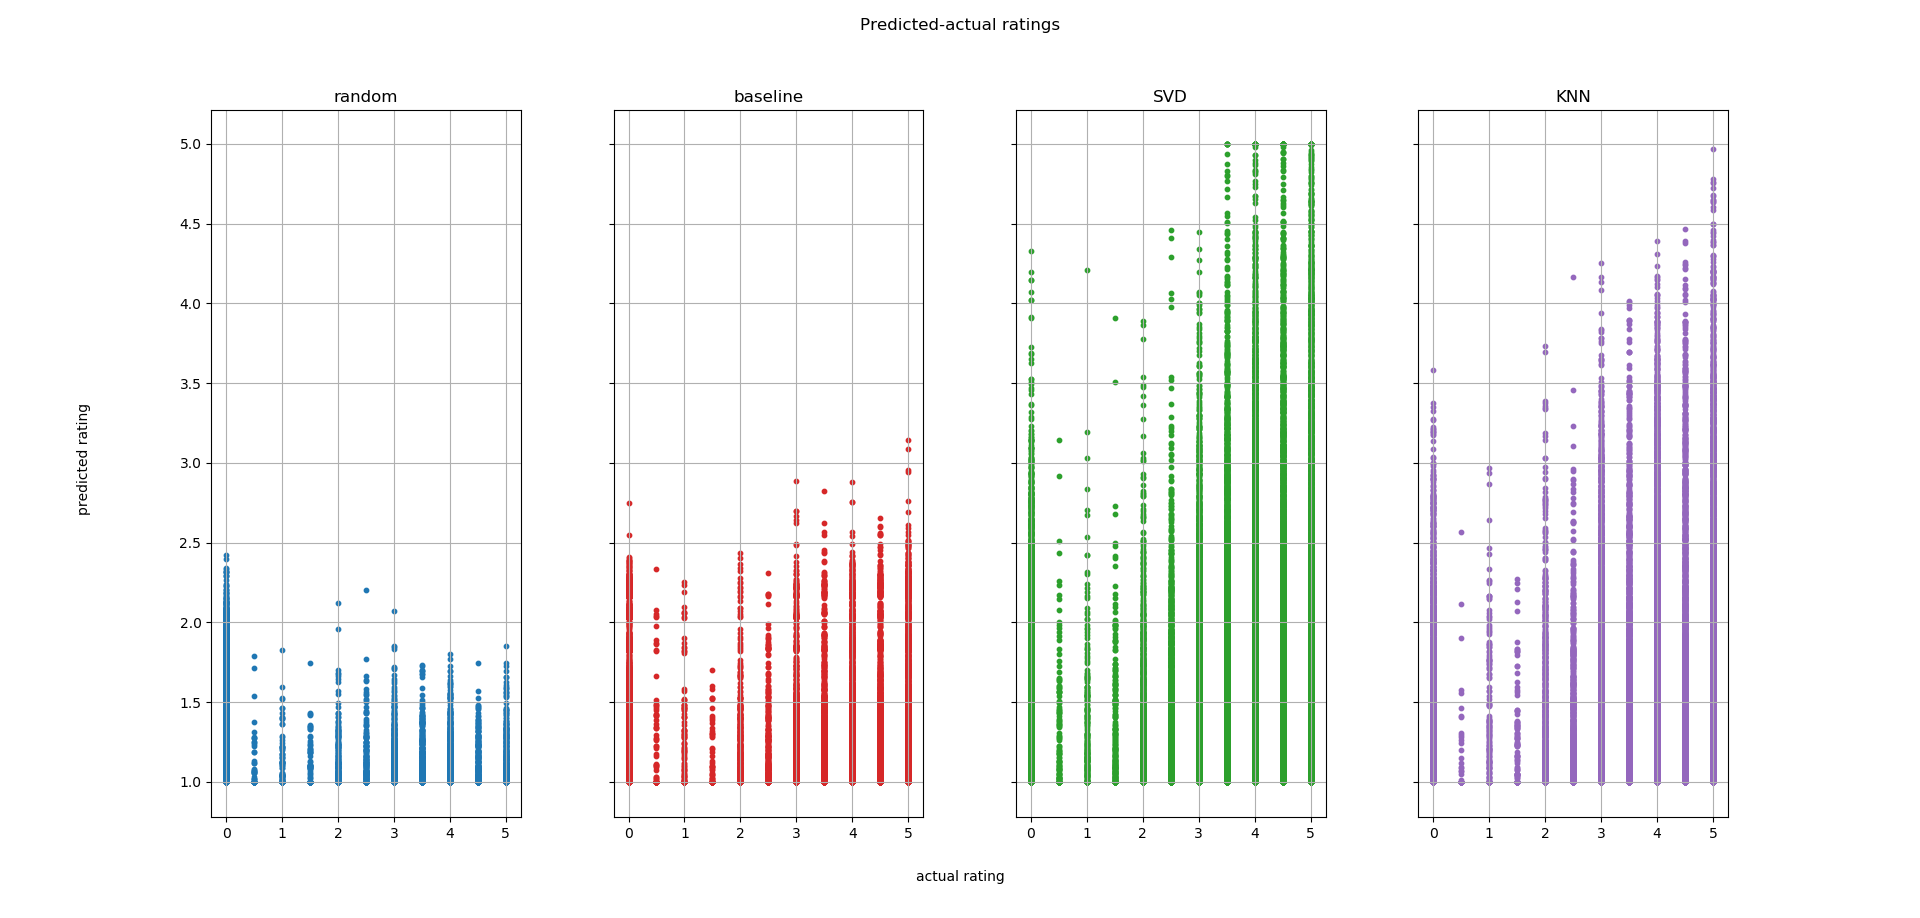 Predicted-actual ratings
random baseline SVD KNN
5.0
4.5
4.0
3.5
3.0
2.5
2.0
1.5
1.0
predicted rating
0 1 2 3 4 5 0 1 2 3 4 5 0 1 2 3 4 5 0 1 2 3 4 5
actual rating